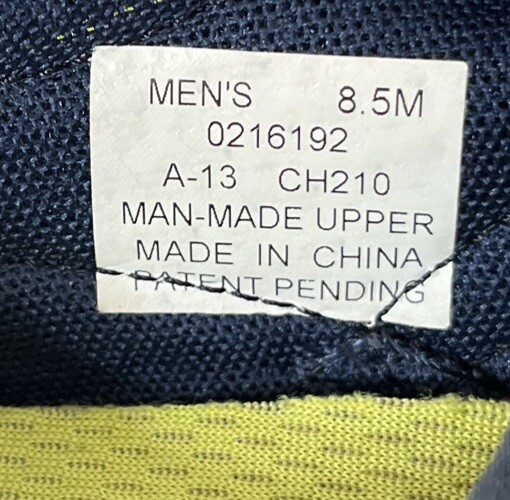 MEN'S 8.5M
0216192
A-13 CH210
MAN-MADE UPPER
MADE IN CHINA
PATENT PENDING